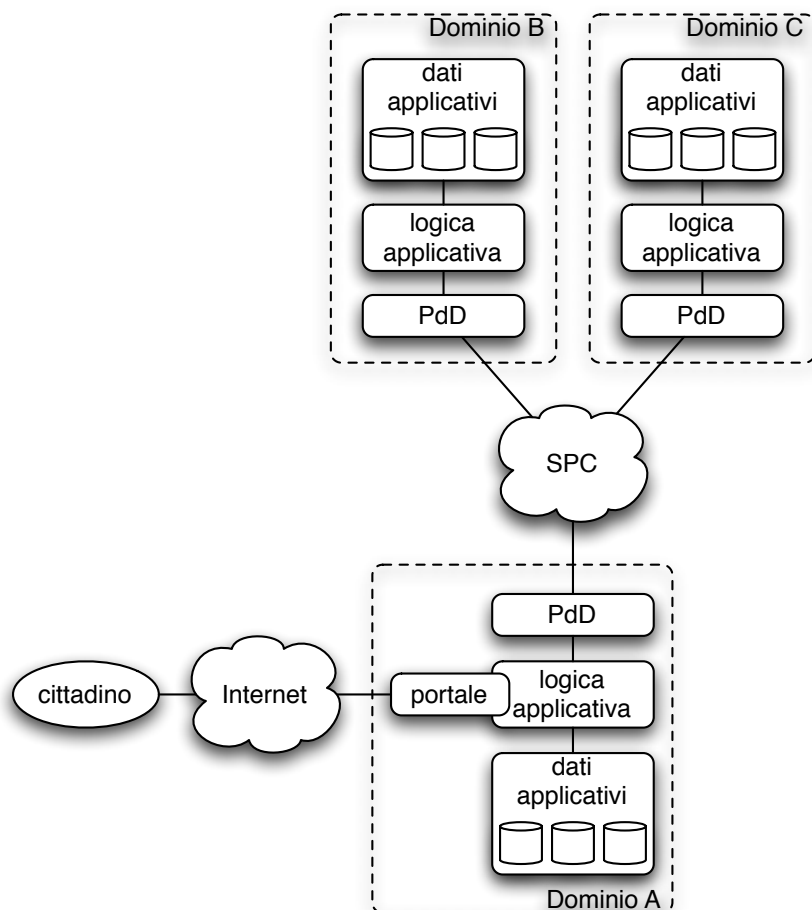 Dominio B
dati
applicativi
logica
applicativa
PdD
Dominio C
dati
applicativi
logica
applicativa
PdD
SPC
PdD
cittadino
Internet
portale
logica
applicativa
dati
applicativi
Dominio A